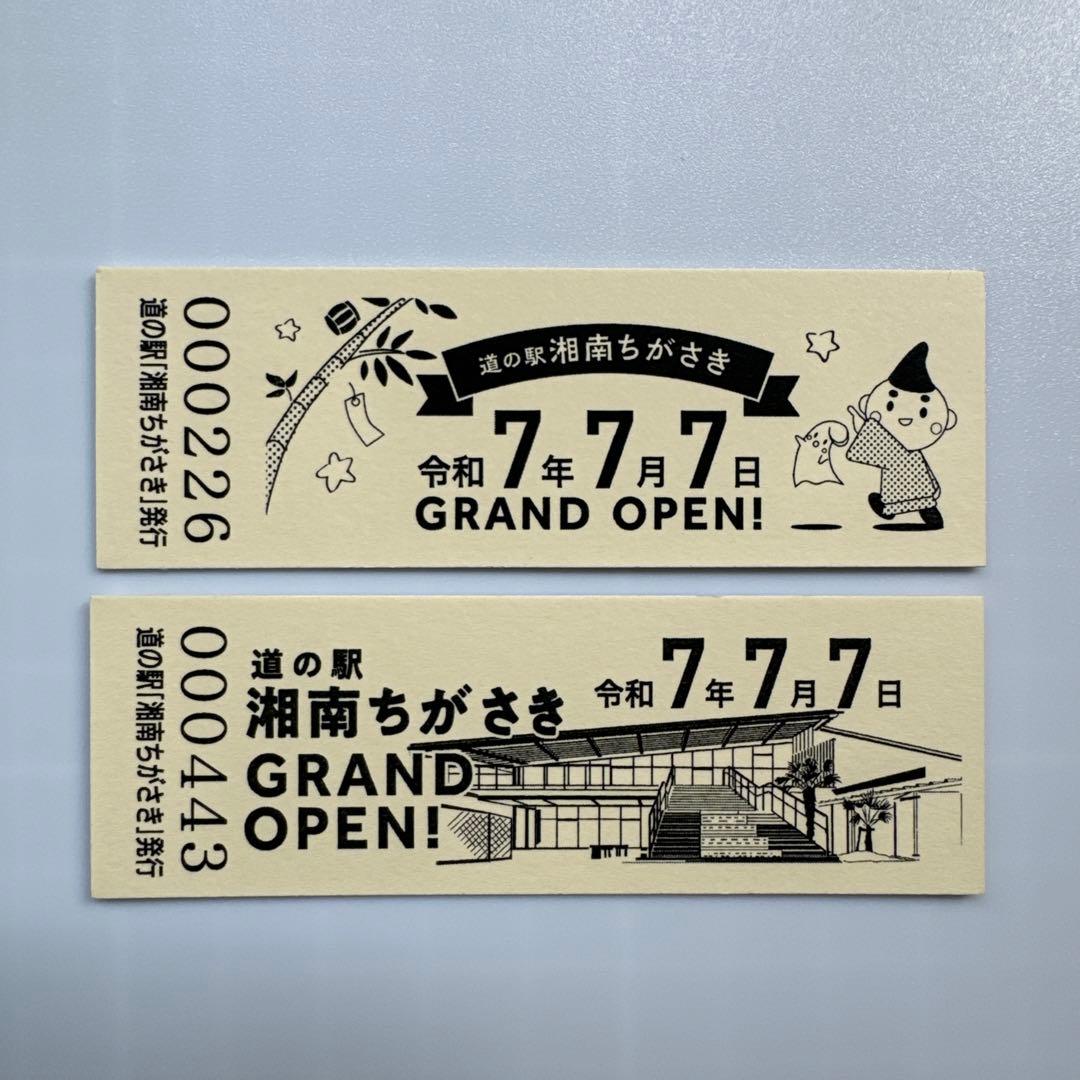 道の駅「湘南ちがさき」発行
000226
道の駅湘南ちがさき
令和7年7月7日
GRAND OPEN!
道の駅「湘南ちがさき」発行
000443
道の駅
湘南ちがさき
GRAND
OPEN!
令和7年7月7日